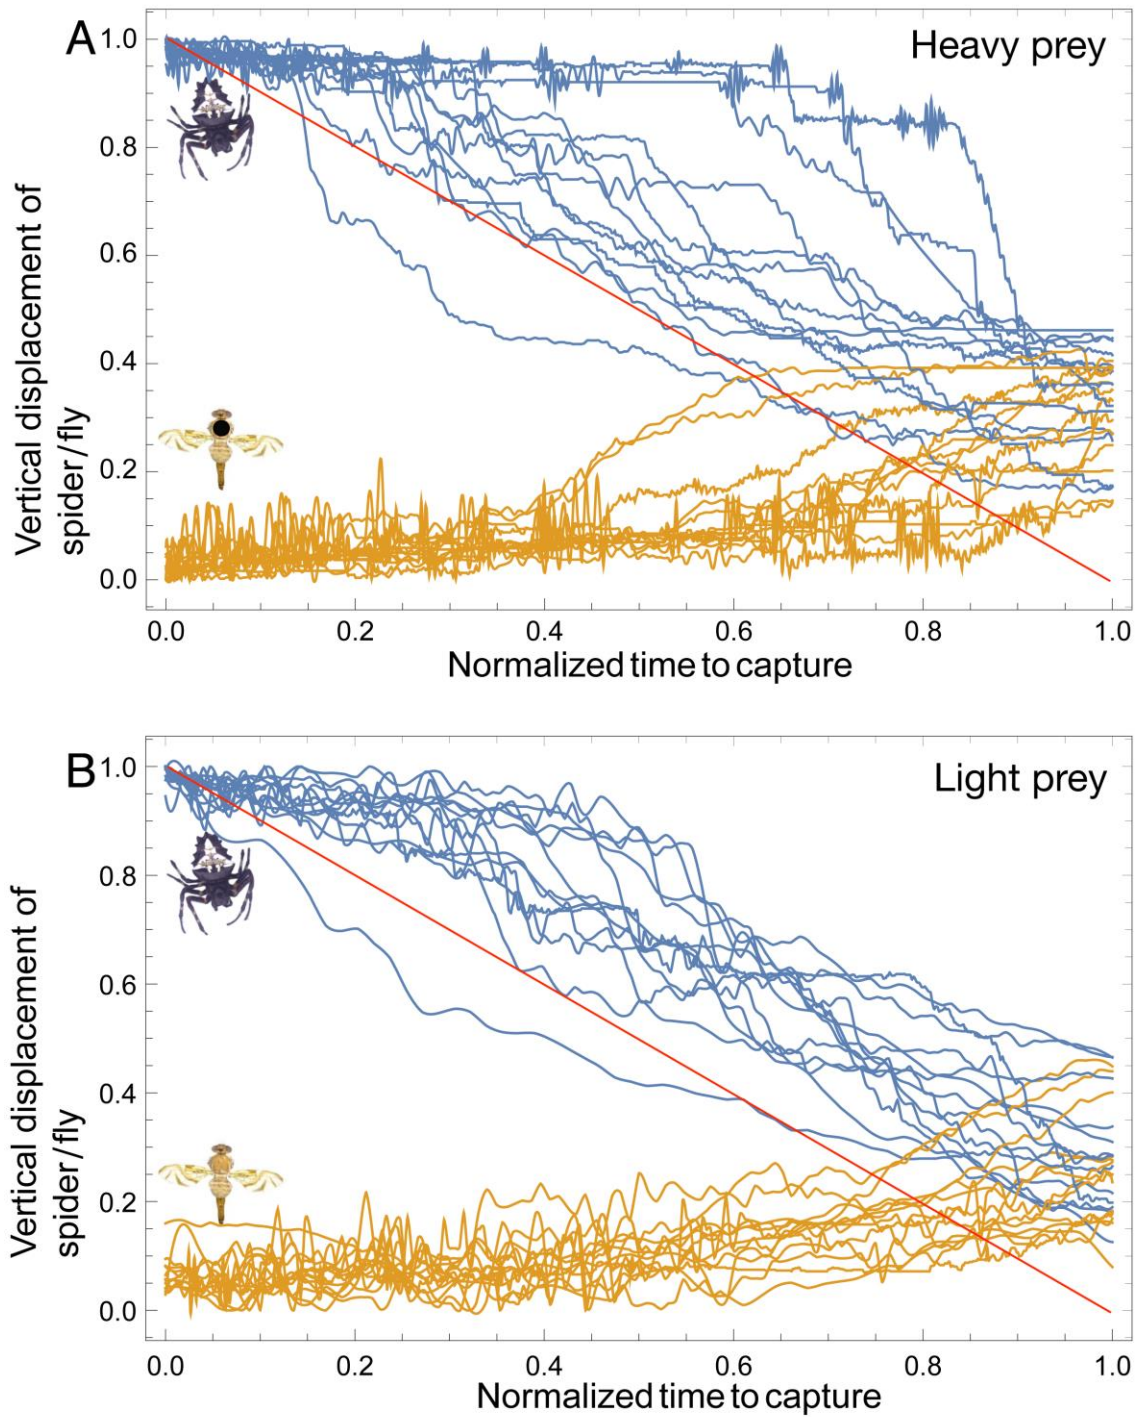 A
Heavy prey
1.0
0.8
0.6
0.4
0.2
0.0
Vertical displacement of
spider/fly
0.0 0.2 0.4 0.6 0.8 1.0
Normalized time to capture
B
Light prey
1.0
0.8
0.6
0.4
0.2
0.0
Vertical displacement of
spider/fly
0.0 0.2 0.4 0.6 0.8 1.0
Normalized time to capture